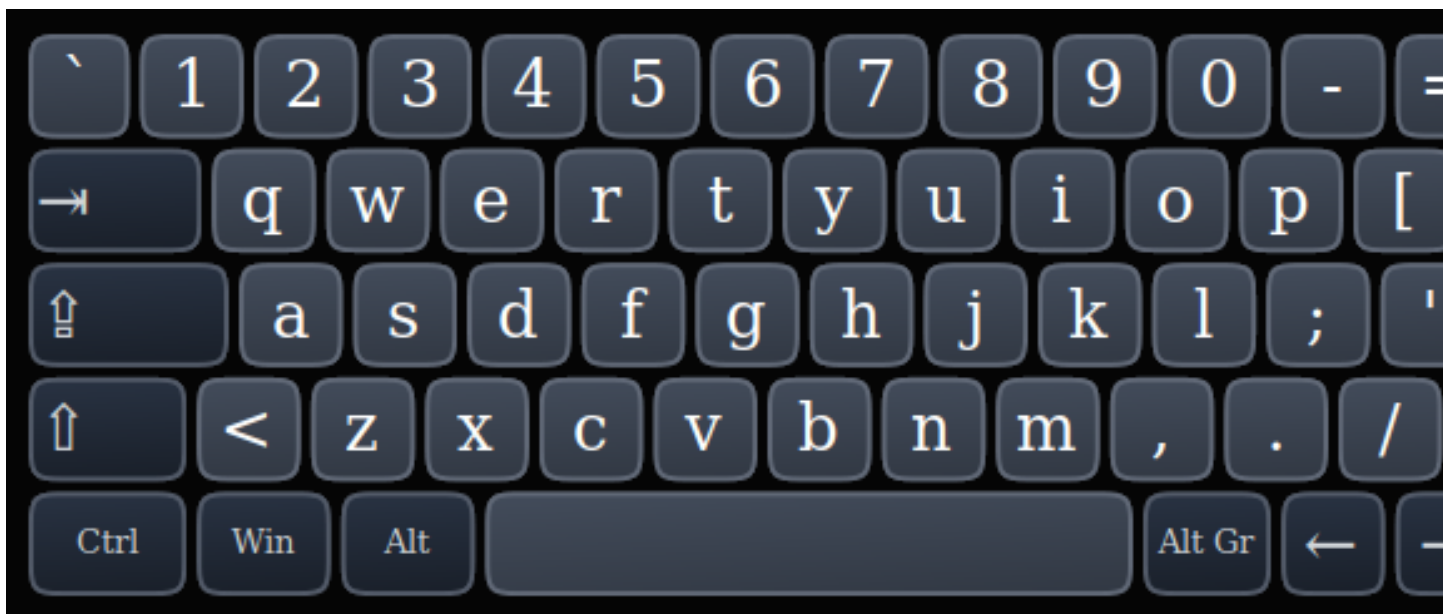 ` 1 2 3 4 5 6 7 8 9 0 - =
⇥ q w e r t y u i o p [
⇪ a s d f g h j k l ; '
⇧ < z x c v b n m , . /
Ctrl Win Alt Alt Gr ←